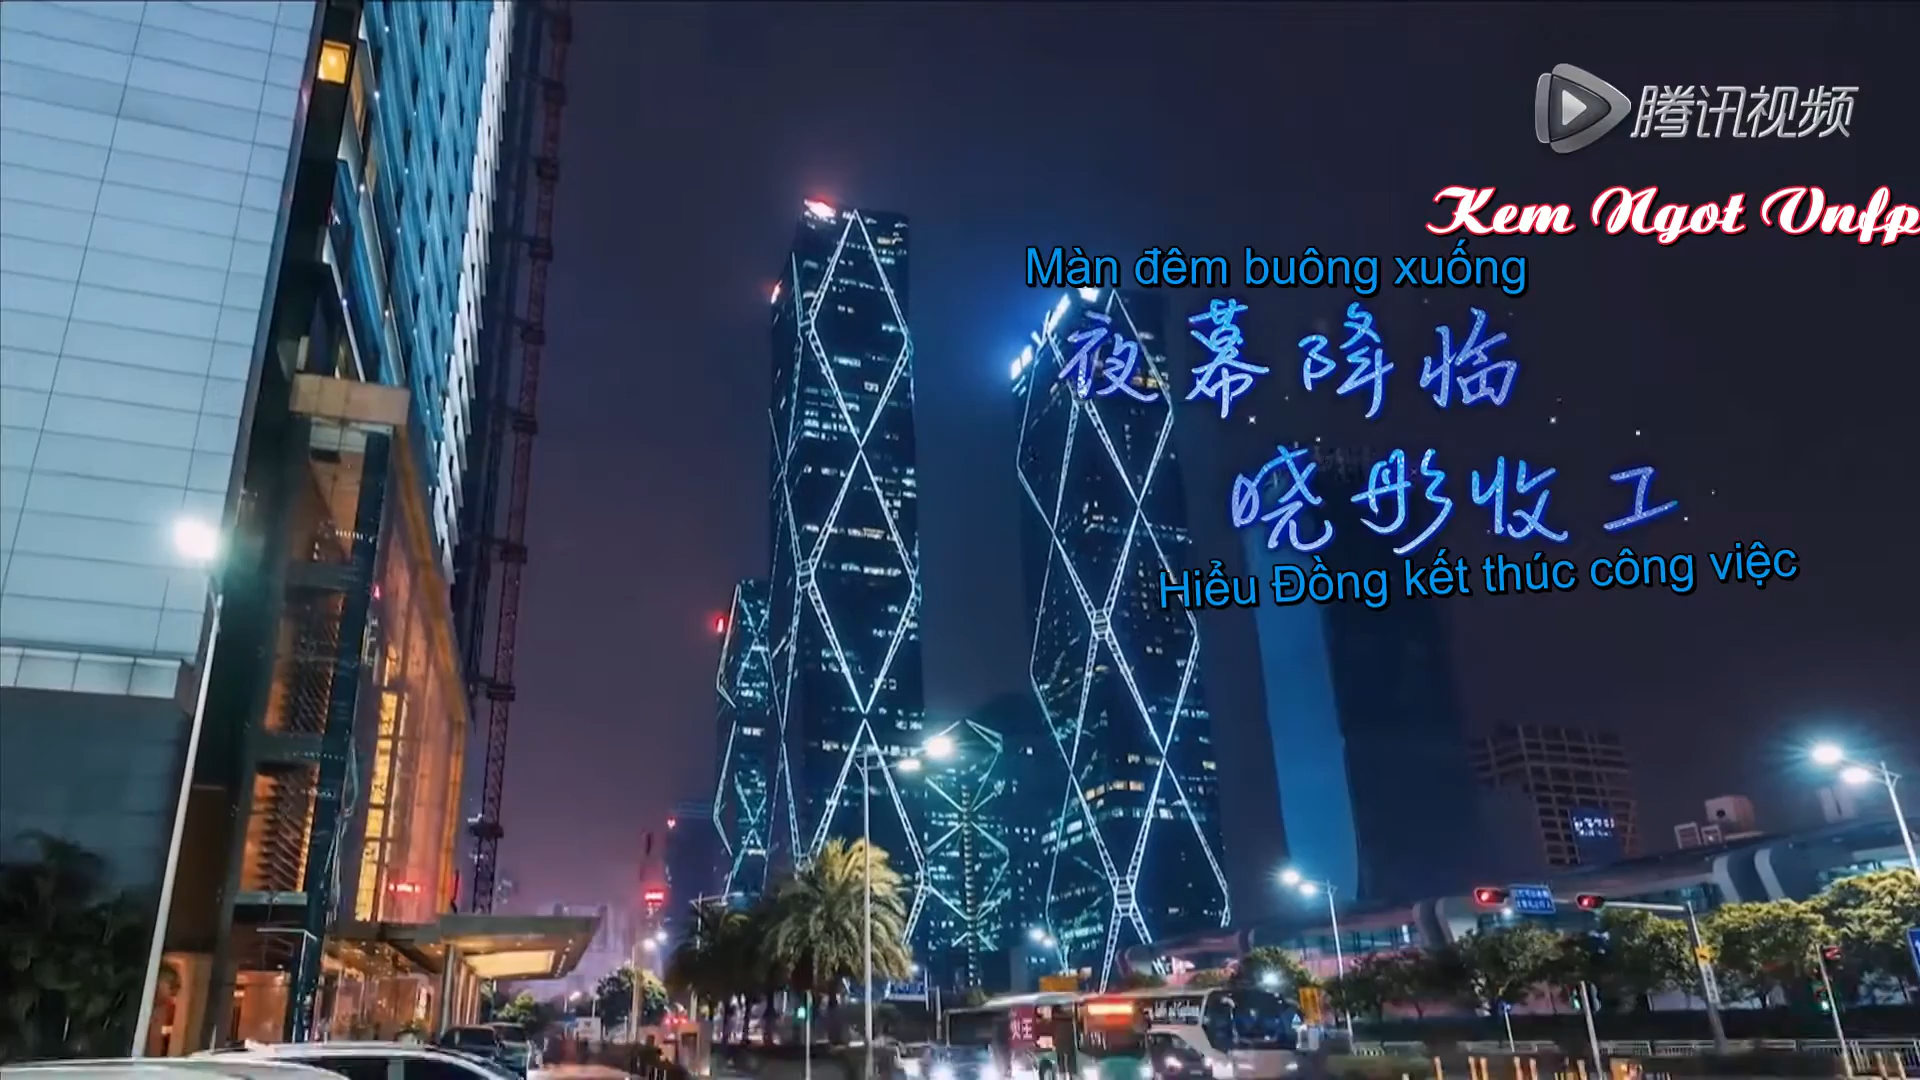 腾讯视频
Kem Ngot Vnfp
Màn đêm buông xuống
夜幕降临
晓彤收工
Hiểu Đồng kết thúc công việc